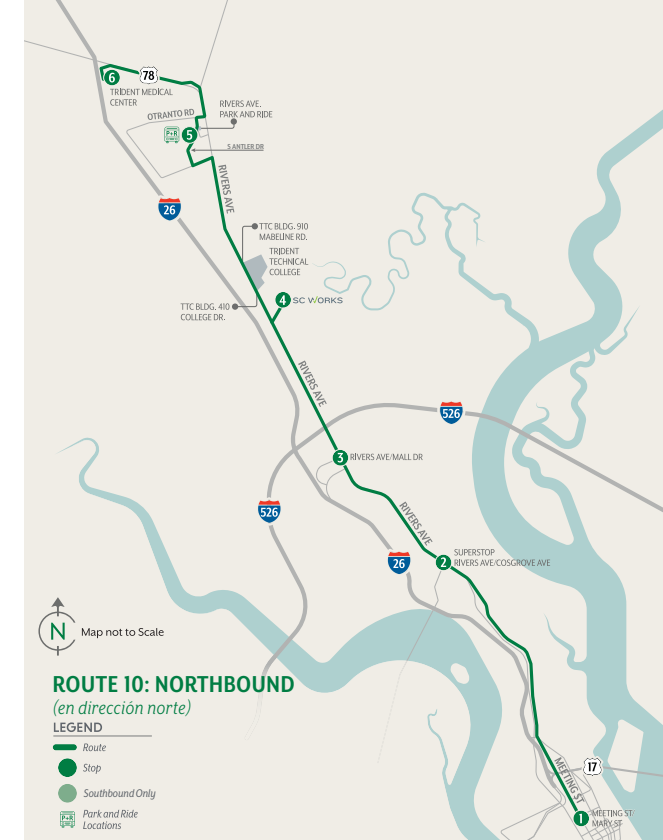 6
78
TRIDENT MEDICAL
CENTER
OTRANTO RD
RIVERS AVE.
PARK AND RIDE
P+R
5
S ANTLER DR
RIVERS AVE
26
TTC BLDG. 910
MABELINE RD.
TRIDENT
TECHNICAL
COLLEGE
4 SC WORKS
TTC BLDG. 410
COLLEGE DR.
RIVERS AVE
526
3 RIVERS AVE/MALL DR
526
RIVERS AVE
26
2
SUPERSTOP
RIVERS AVE/COSGROVE AVE
N
Map not to Scale
ROUTE 10: NORTHBOUND
(en dirección norte)
LEGEND
Route
Stop
Southbound Only
P+R
Park and Ride
Locations
MEETING ST
17
1
MEETING ST/
MARY ST